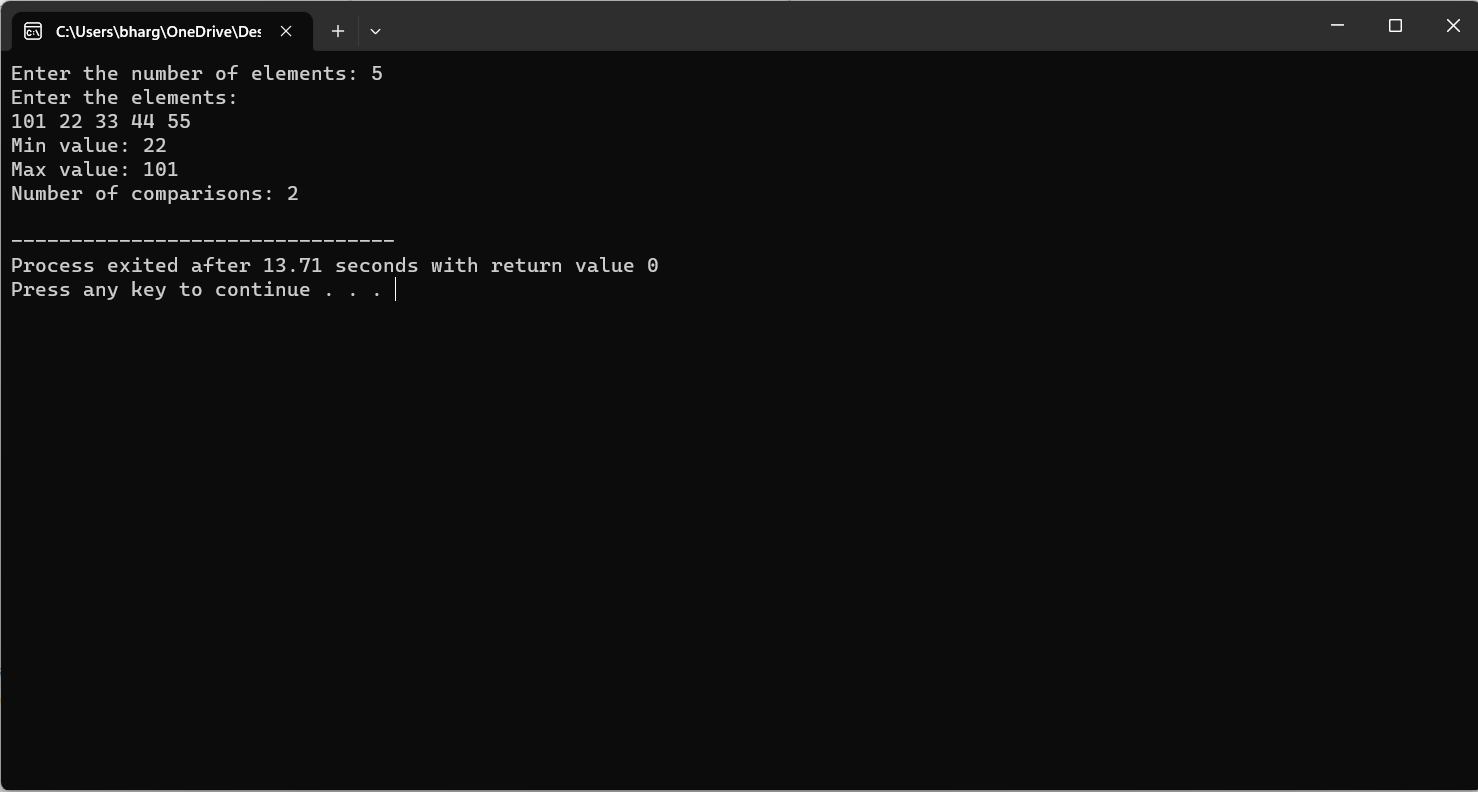 C:\Users\bharg\OneDrive\Des
Enter the number of elements: 5
Enter the elements:
101 22 33 44 55
Min value: 22
Max value: 101
Number of comparisons: 2
--------------------------------
Process exited after 13.71 seconds with return value 0
Press any key to continue . . .